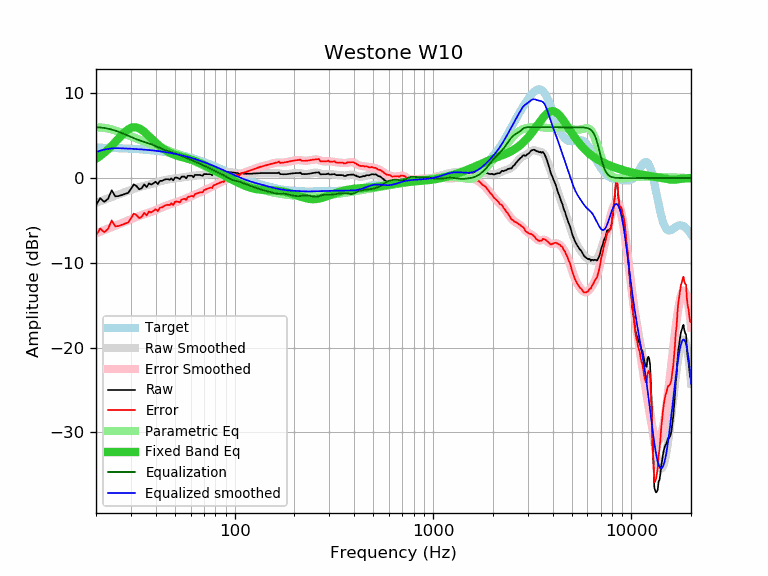 Westone W10
Amplitude (dBr)
10
0
−10
−20
−30
Target
Raw Smoothed
Error Smoothed
Raw
Error
Parametric Eq
Fixed Band Eq
Equalization
Equalized smoothed
100 1000 10000
Frequency (Hz)